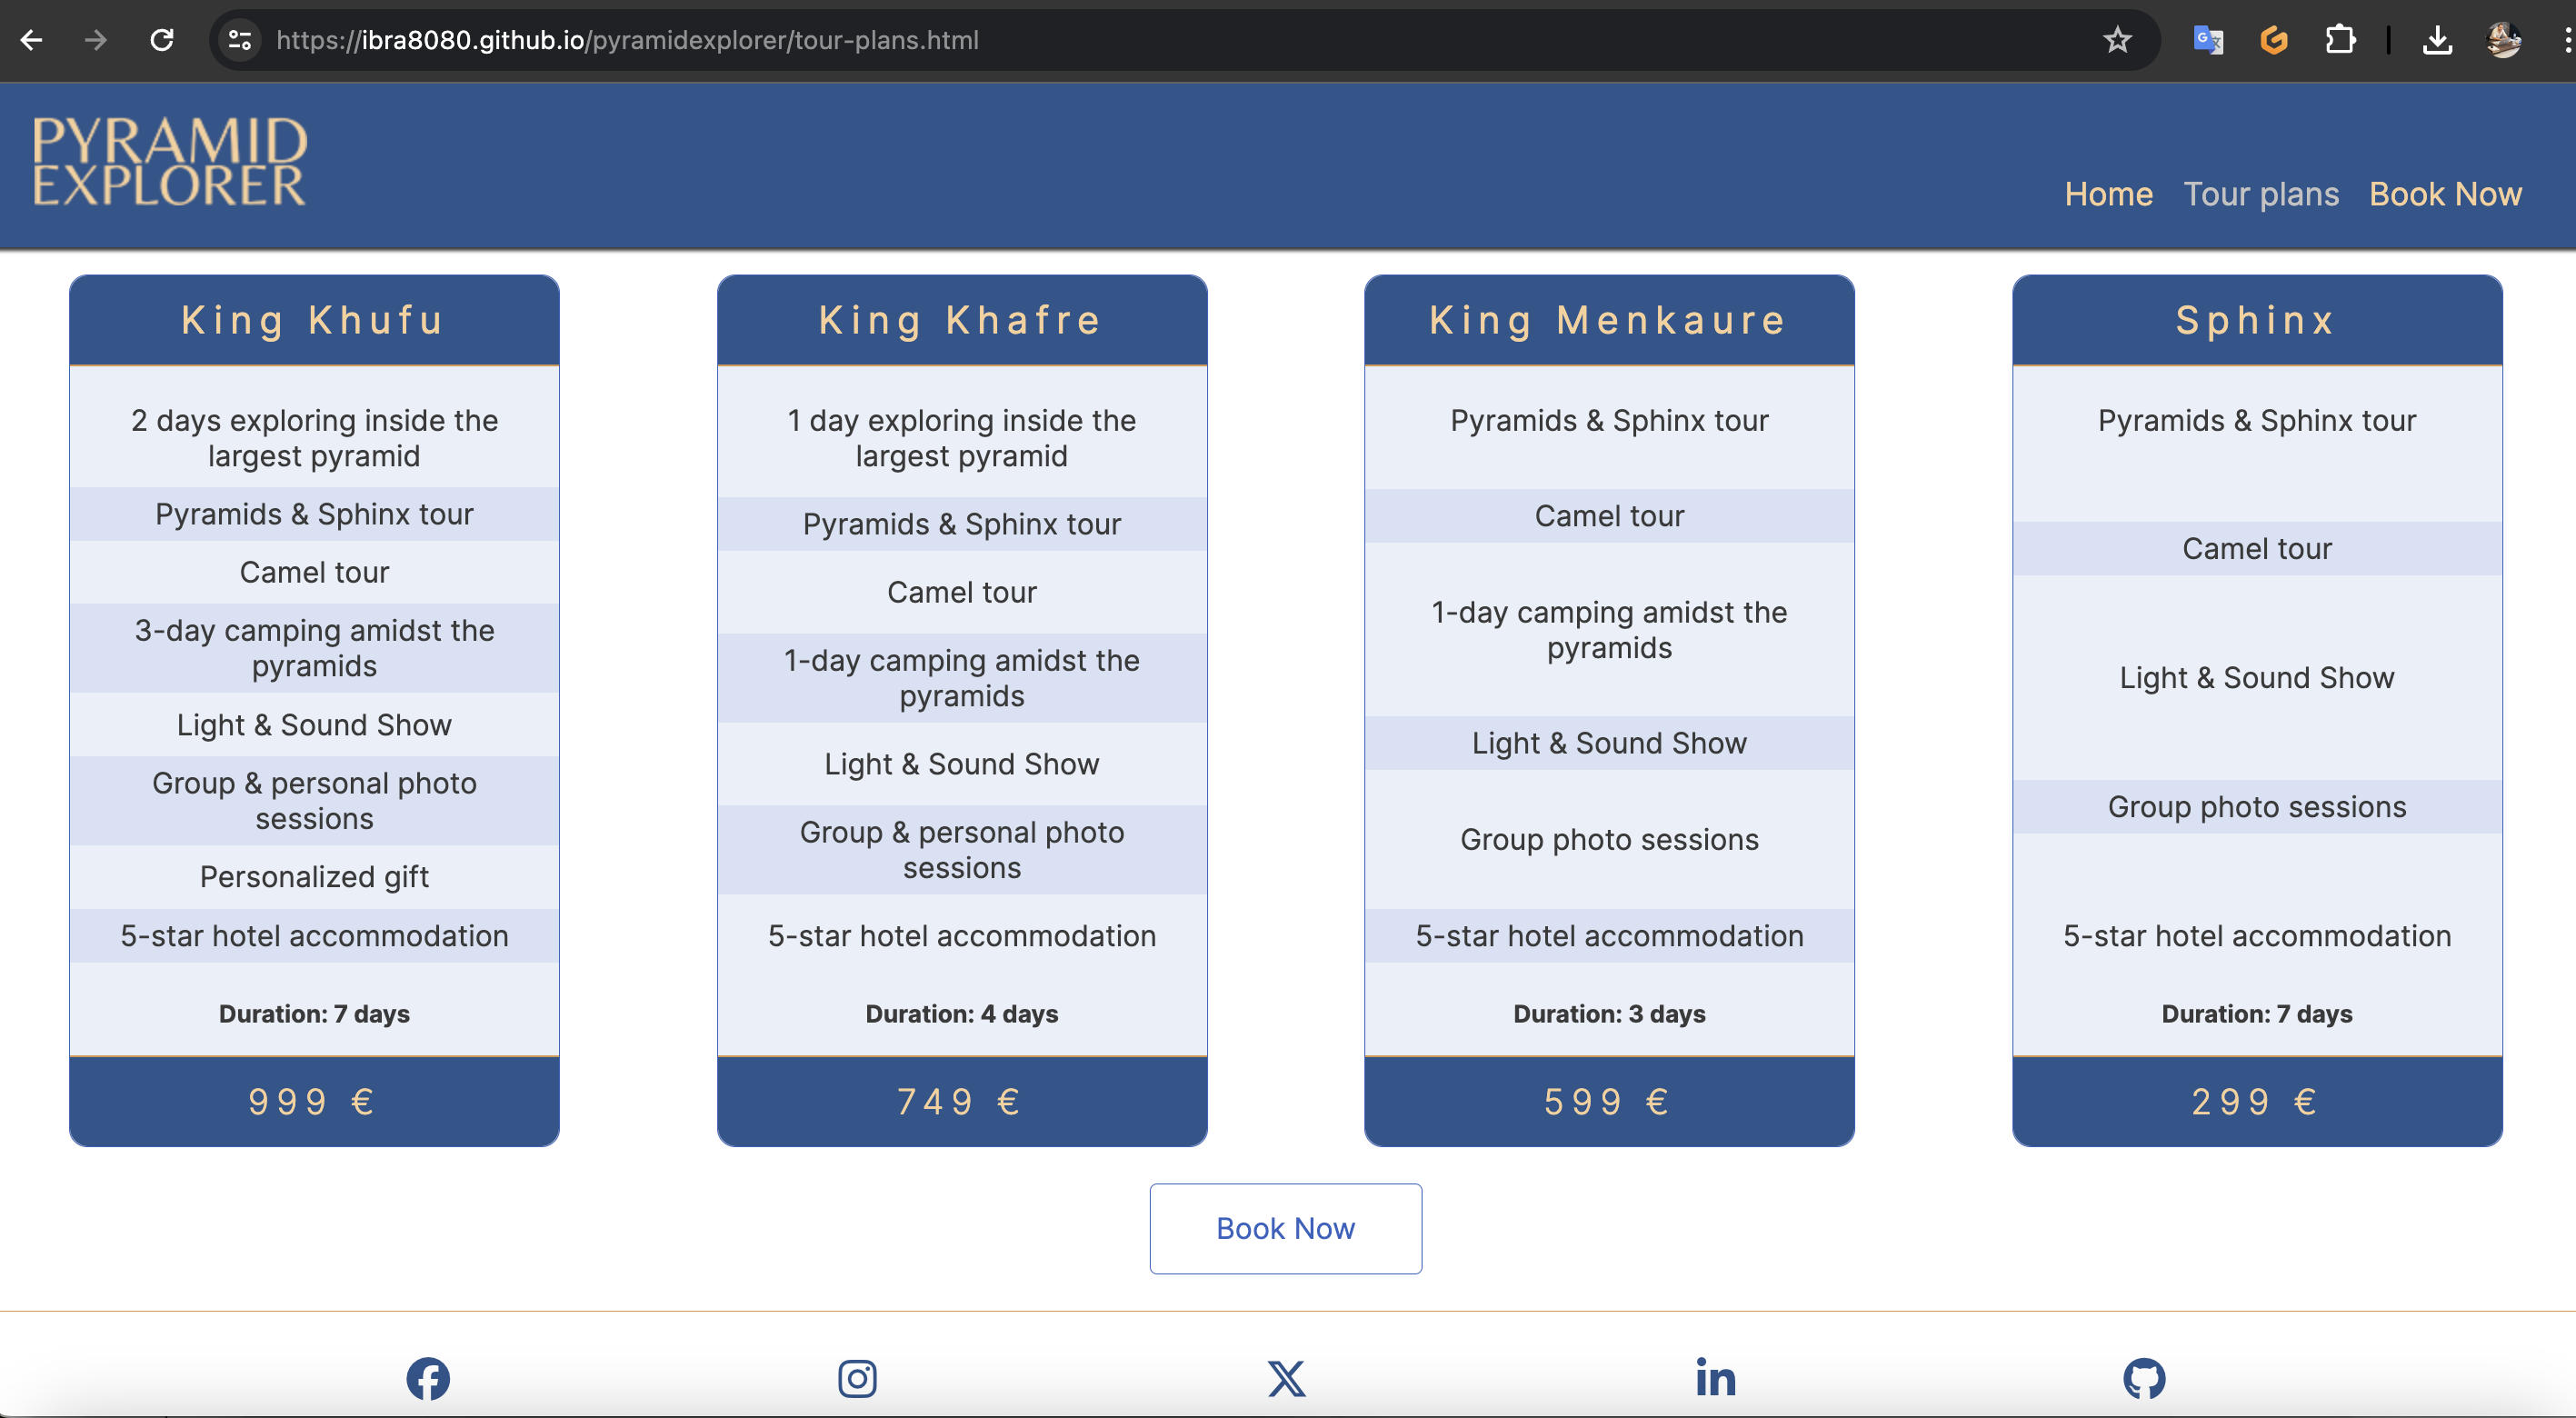 https://ibra8080.github.io/pyramidexplorer/tour-plans.html
PYRAMID
EXPLORER
Home Tour plans Book Now
King Khufu
2 days exploring inside the
largest pyramid
Pyramids & Sphinx tour
Camel tour
3-day camping amidst the
pyramids
Light & Sound Show
Group & personal photo
sessions
Personalized gift
5-star hotel accommodation
Duration: 7 days
999 €
King Khafre
1 day exploring inside the
largest pyramid
Pyramids & Sphinx tour
Camel tour
1-day camping amidst the
pyramids
Light & Sound Show
Group & personal photo
sessions
5-star hotel accommodation
Duration: 4 days
749 €
King Menkaure
Pyramids & Sphinx tour
Camel tour
1-day camping amidst the
pyramids
Light & Sound Show
Group photo sessions
5-star hotel accommodation
Duration: 3 days
599 €
Sphinx
Pyramids & Sphinx tour
Camel tour
Light & Sound Show
Group photo sessions
5-star hotel accommodation
Duration: 7 days
299 €
Book Now